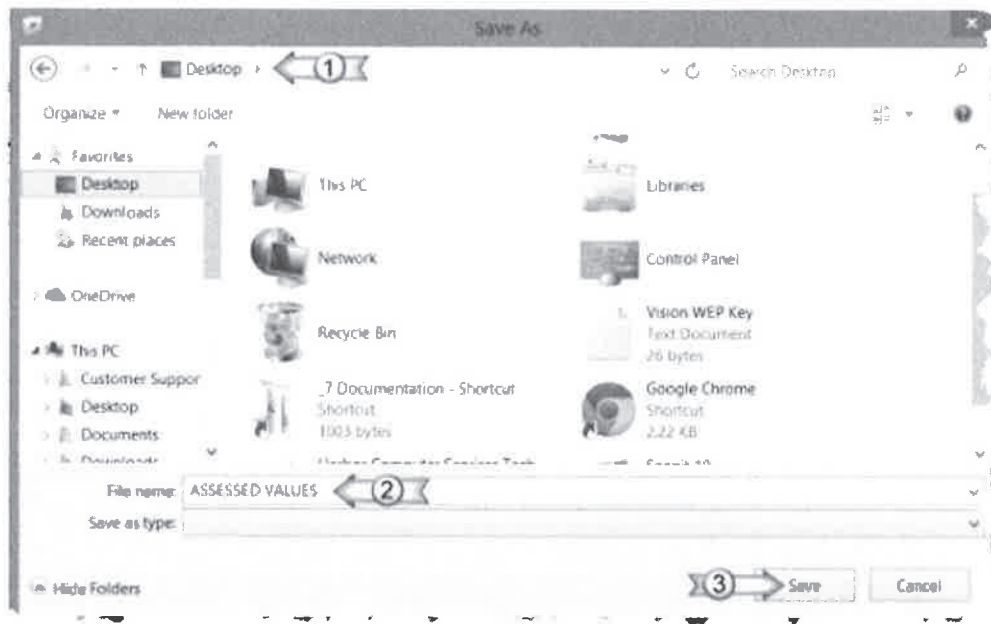 Save As
Desktop
1
Search Desktop
Organize
New folder
Favorites
Desktop
Downloads
Recent places
OneDrive
This PC
Customer Suppor
Desktop
Documents
Downloads
This PC
Libraries
Network
Control Panel
Recycle Bin
Vision WEP Key
Text Document
26 bytes
_7 Documentation - Shortcut
Shortcut
1003 bytes
Google Chrome
Shortcut
2.22 KB
File name: ASSESSED VALUES
2
Save as type:
Hide Folders
3
Save
Cancel